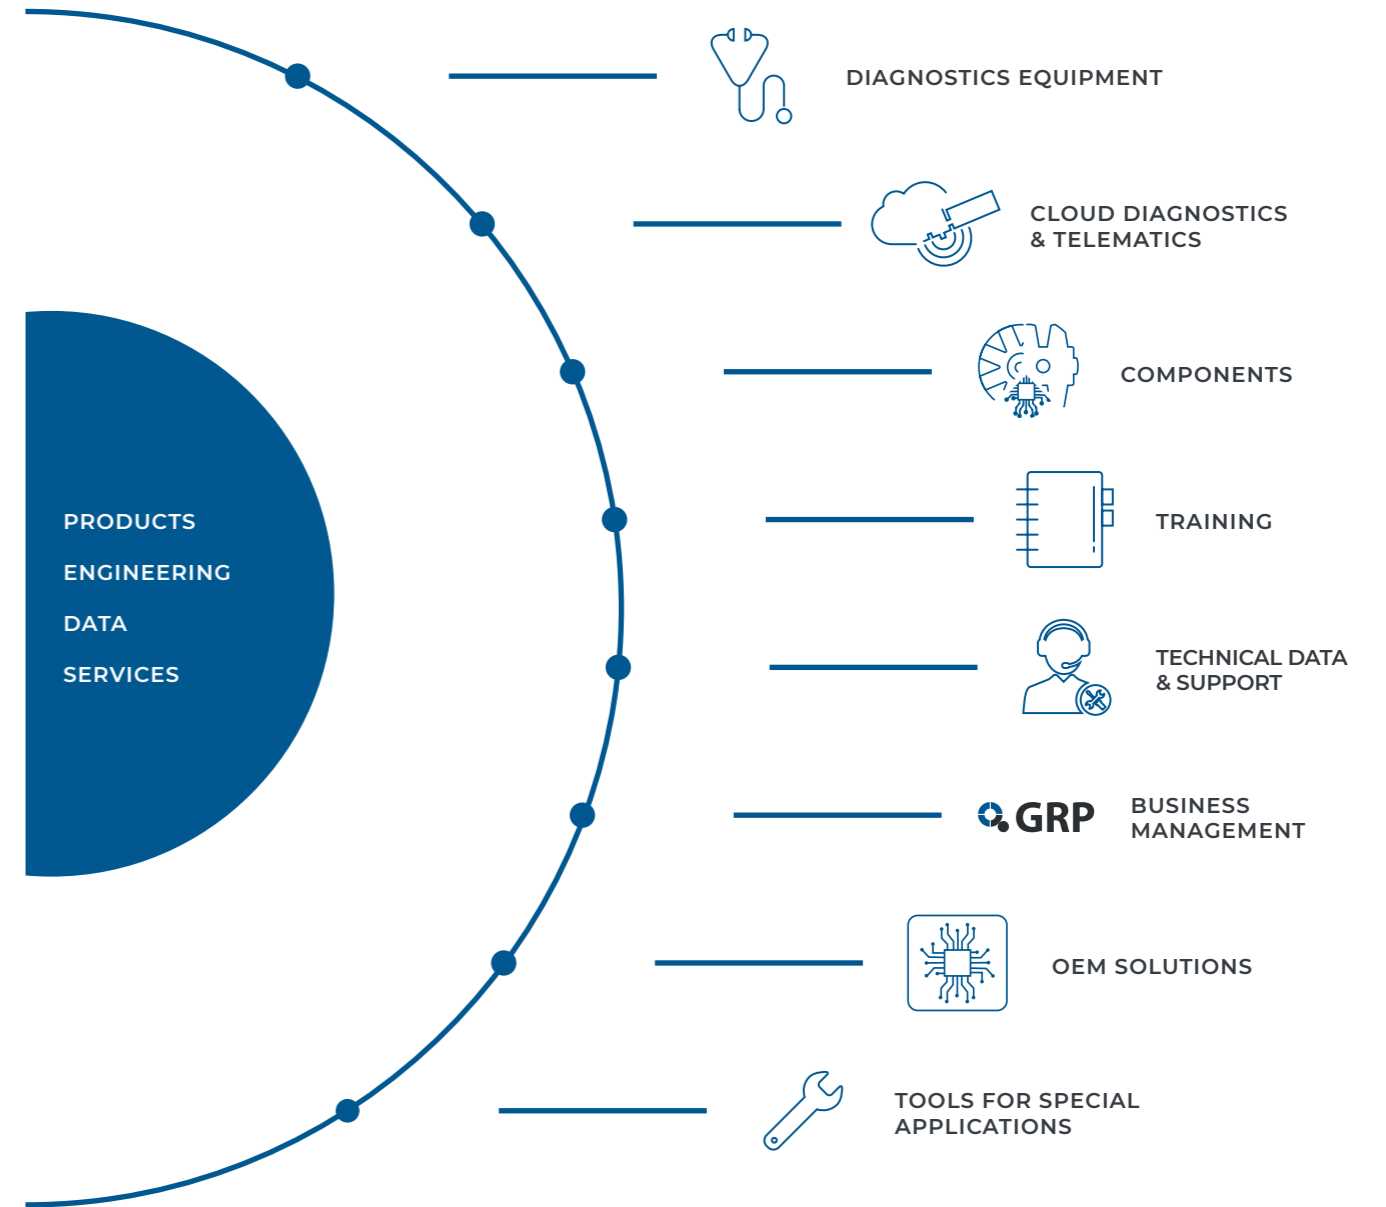 DIAGNOSTICS EQUIPMENT
CLOUD DIAGNOSTICS
& TELEMATICS
COMPONENTS
PRODUCTS
ENGINEERING
DATA
SERVICES
TRAINING
TECHNICAL DATA
& SUPPORT
GRP
BUSINESS
MANAGEMENT
OEM SOLUTIONS
TOOLS FOR SPECIAL
APPLICATIONS